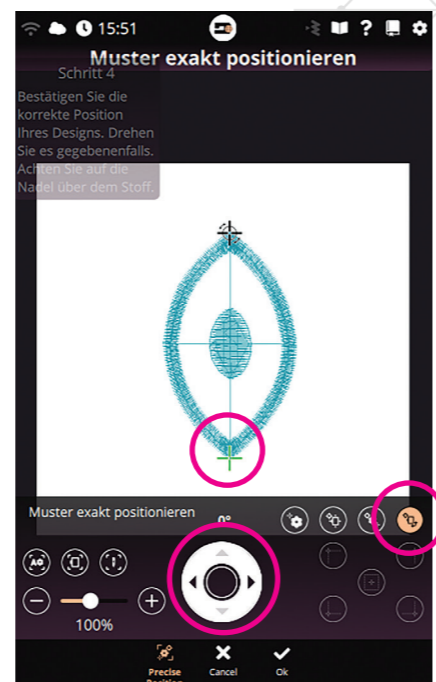 15:51
?
Muster exakt positionieren
Schritt 4
Bestätigen Sie die
korrekte Position
Ihres Designs. Drehen
Sie es gegebenenfalls.
Achten Sie auf die
Nadel über dem Stoff.
Muster exakt positionieren
0°
100%
Precise
Position
Cancel
Ok